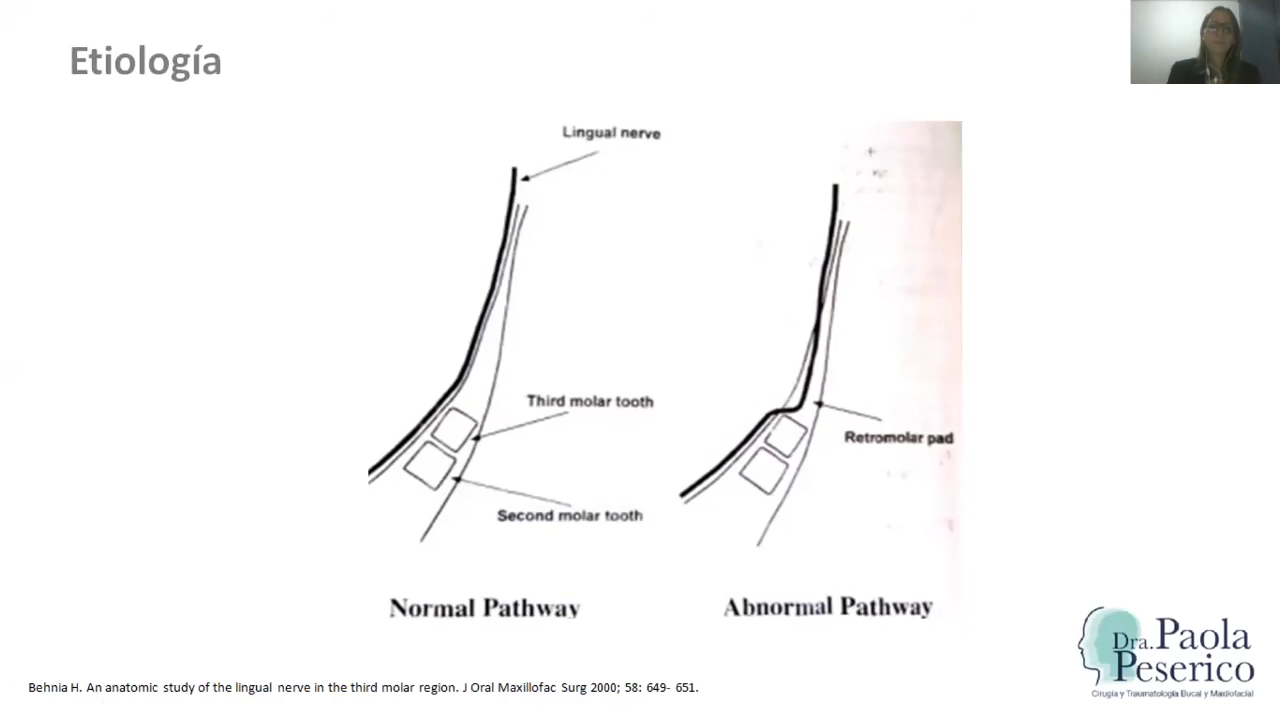 Etiología
Lingual nerve
Third molar tooth
Retromolar pad
Second molar tooth
Normal Pathway
Abnormal Pathway
Dra. Paola
Peserico
Cirugía y Traumatología Bucal y Maxilofacial
Behnia H. An anatomic study of the lingual nerve in the third molar region. J Oral Maxillofac Surg 2000; 58: 649- 651.